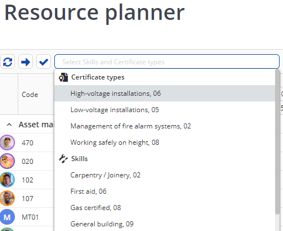 Resource planner
Select Skills and Certificate types
Certificate types
Code
High-voltage installations, 06
Low-voltage installations, 05
Asset ma
Management of fire alarm systems, 02
470
Working safely on height, 08
020
Skills
102
Carpentry / Joinery, 02
First aid, 06
107
Gas certified, 08
M MT01
General building, 09